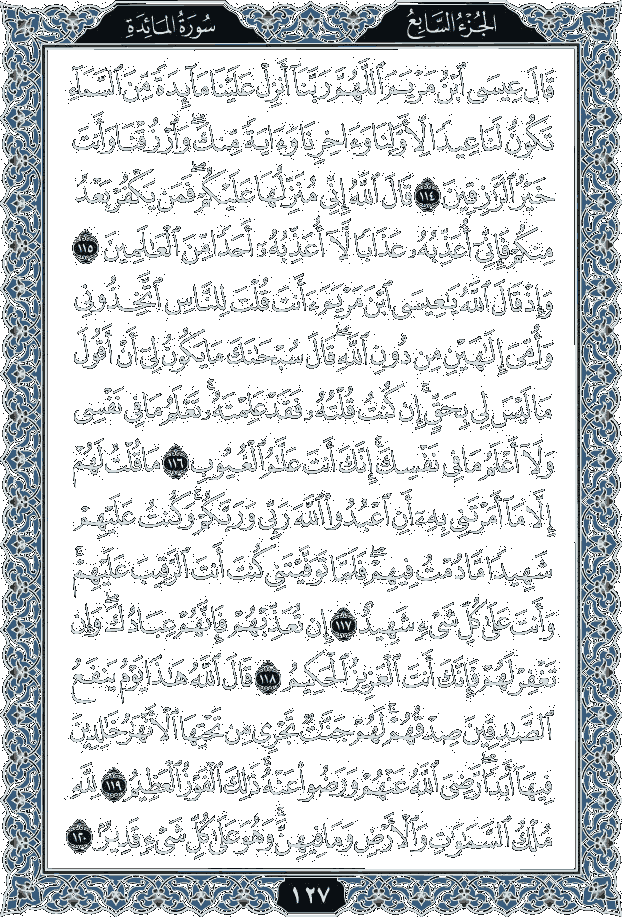 الجُزْءُ السَّابِعُ
سُورَةُ المَائِدَةِ
قَالَ عِيسَى ٱبْنُ مَرْيَمَ ٱللَّهُمَّ رَبَّنَآ أَنزِلْ عَلَيْنَا مَآئِدَةً مِّنَ ٱلسَّمَآءِ
تَكُونُ لَنَا عِيدًا لِّأَوَّلِنَا وَءَاخِرِنَا وَءَايَةً مِّنكَۖ وَٱرْزُقْنَا وَأَنتَ
خَيْرُ ٱلرَّٰزِقِينَ ١١٤ قَالَ ٱللَّهُ إِنِّى مُنَزِّلُهَا عَلَيْكُمْۖ فَمَن يَكْفُرْ بَعْدُ
مِنكُمْ فَإِنِّىٓ أُعَذِّبُهُۥ عَذَابًا لَّآ أُعَذِّبُهُۥٓ أَحَدًا مِّنَ ٱلْعَٰلَمِينَ ١١٥
وَإِذْ قَالَ ٱللَّهُ يَٰعِيسَى ٱبْنَ مَرْيَمَ ءَأَنتَ قُلْتَ لِلنَّاسِ ٱتَّخِذُونِى
وَأُمِّىَ إِلَٰهَيْنِ مِن دُونِ ٱللَّهِۖ قَالَ سُبْحَٰنَكَ مَا يَكُونُ لِىٓ أَنْ أَقُولَ
مَا لَيْسَ لِى بِحَقٍّۚ إِن كُنتُ قُلْتُهُۥ فَقَدْ عَلِمْتَهُۥۚ تَعْلَمُ مَا فِى نَفْسِى
وَلَآ أَعْلَمُ مَا فِى نَفْسِكَۚ إِنَّكَ أَنتَ عَلَّٰمُ ٱلْغُيُوبِ ١١٦ مَا قُلْتُ لَهُمْ
إِلَّا مَآ أَمَرْتَنِى بِهِۦٓ أَنِ ٱعْبُدُوا۟ ٱللَّهَ رَبِّى وَرَبَّكُمْۚ وَكُنتُ عَلَيْهِمْ
شَهِيدًا مَّا دُمْتُ فِيهِمْۖ فَلَمَّا تَوَفَّيْتَنِى كُنتَ أَنتَ ٱلرَّقِيبَ عَلَيْهِمْۚ
وَأَنتَ عَلَىٰ كُلِّ شَىْءٍ شَهِيدٌ ١١٧ إِن تُعَذِّبْهُمْ فَإِنَّهُمْ عِبَادُكَۖ وَإِن
تَغْفِرْ لَهُمْ فَإِنَّكَ أَنتَ ٱلْعَزِيزُ ٱلْحَكِيمُ ١١٨ قَالَ ٱللَّهُ هَٰذَا يَوْمُ يَنفَعُ
ٱلصَّٰدِقِينَ صِدْقُهُمْۚ لَهُمْ جَنَّٰتٌ تَجْرِى مِن تَحْتِهَا ٱلْأَنْهَٰرُ خَٰلِدِينَ
فِيهَآ أَبَدًاۚ رَّضِىَ ٱللَّهُ عَنْهُمْ وَرَضُوا۟ عَنْهُۚ ذَٰلِكَ ٱلْفَوْزُ ٱلْعَظِيمُ ١١٩ لِلَّهِ
مُلْكُ ٱلسَّمَٰوَٰتِ وَٱلْأَرْضِ وَمَا فِيهِنَّۚ وَهُوَ عَلَىٰ كُلِّ شَىْءٍ قَدِيرٌۢ ١٢٠
١٢٧